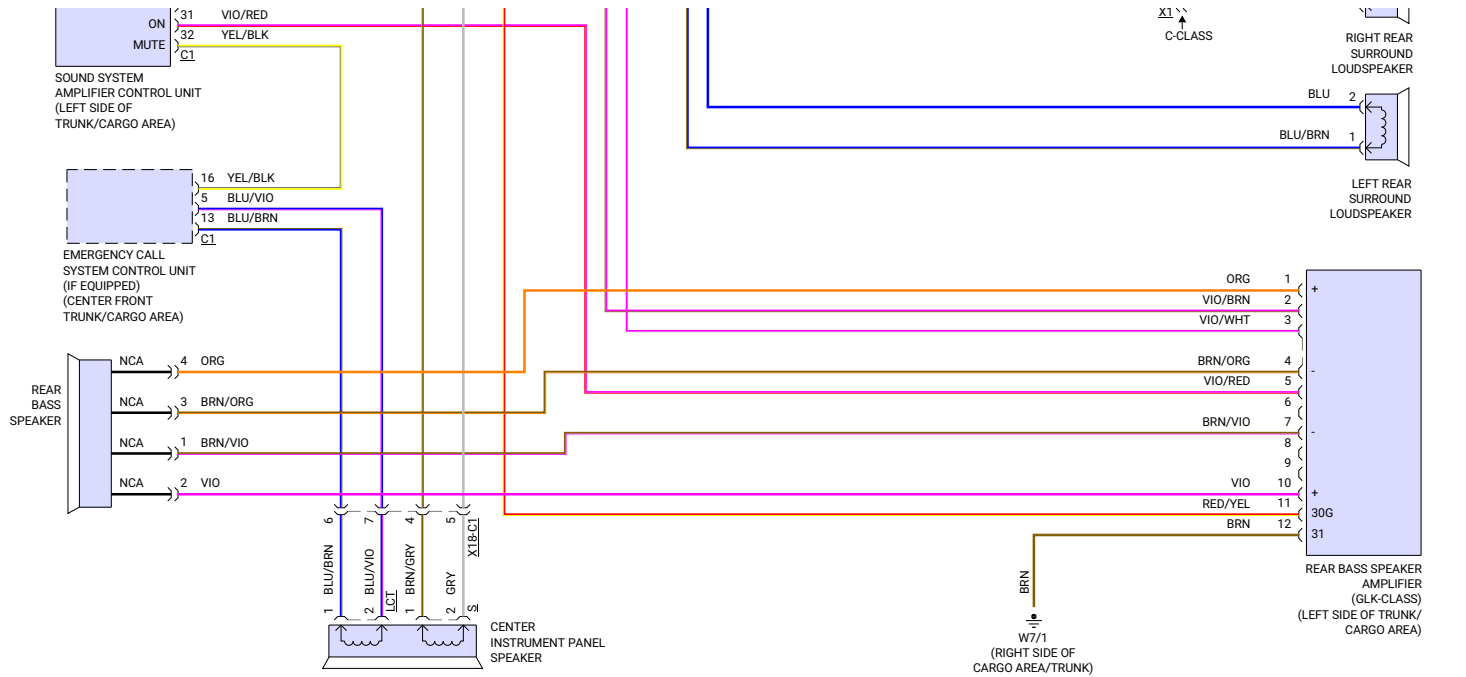 31 VIO/RED
ON
32 YEL/BLK
MUTE
C1
SOUND SYSTEM
AMPLIFIER CONTROL UNIT
(LEFT SIDE OF
TRUNK/CARGO AREA)
X1
C-CLASS
RIGHT REAR
SURROUND
LOUDSPEAKER
BLU 2
BLU/BRN 1
LEFT REAR
SURROUND
LOUDSPEAKER
16 YEL/BLK
5 BLU/VIO
13 BLU/BRN
C1
EMERGENCY CALL
SYSTEM CONTROL UNIT
(IF EQUIPPED)
(CENTER FRONT
TRUNK/CARGO AREA)
REAR
BASS
SPEAKER
NCA 4 ORG
NCA 3 BRN/ORG
NCA 1 BRN/VIO
NCA 2 VIO
ORG 1 +
VIO/BRN 2
VIO/WHT 3
BRN/ORG 4 -
VIO/RED 5
6
BRN/VIO 7 -
8
9
VIO 10 +
RED/YEL 11 30G
BRN 12 31
REAR BASS SPEAKER
AMPLIFIER
(GLK-CLASS)
(LEFT SIDE OF TRUNK/
CARGO AREA)
6 7 4 5 X18-C1
BLU/BRN BLU/VIO BRN/GRY GRY
1 2 LCT 1 2 S
CENTER
INSTRUMENT PANEL
SPEAKER
BRN
W7/1
(RIGHT SIDE OF
CARGO AREA/TRUNK)